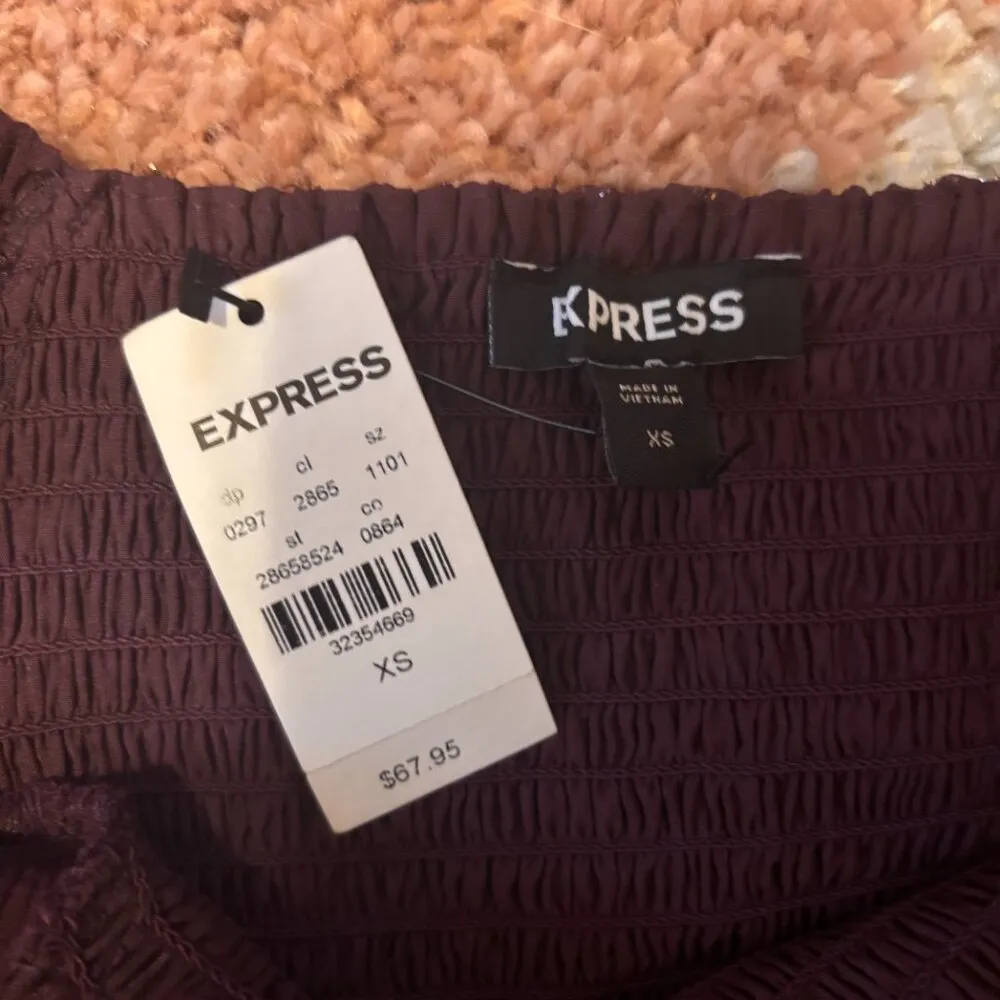 EXPRESS
dp cl sz
0297 2865 1101
st co
28658524 0864
32354669
XS
$67.95
EXPRESS
MADE IN
VIETNAM
XS